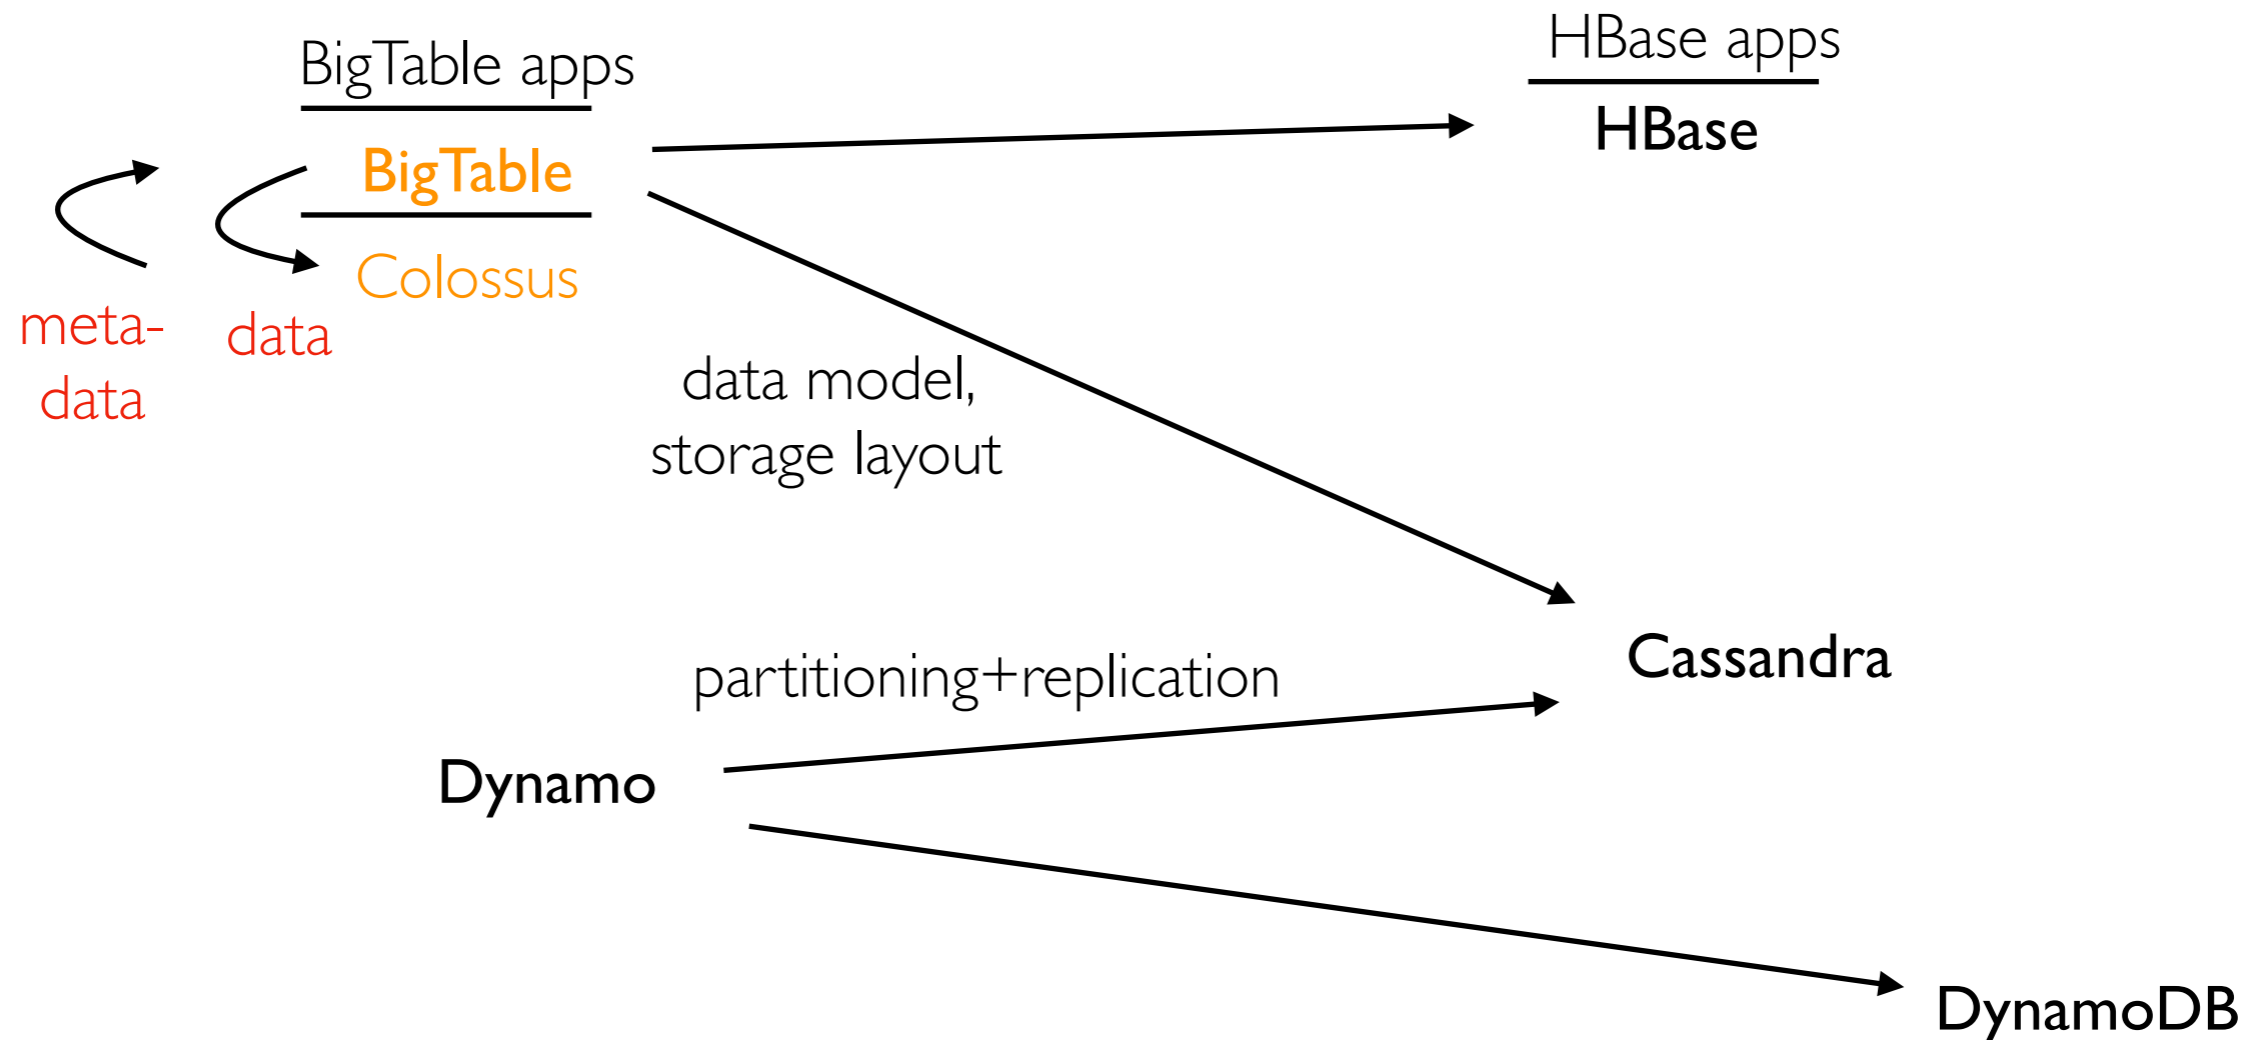 BigTable apps
BigTable
Colossus
meta-
data
data
HBase apps
HBase
data model,
storage layout
Cassandra
partitioning+replication
Dynamo
DynamoDB